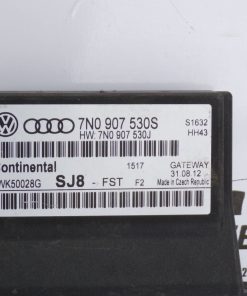 7N0 907 530S
HW: 7N0 907 530J
S1632
HH43
Continental
1517
GATEWAY
31.08.12
WK50028G
SJ8 - FST F2
Made in Czech Republic